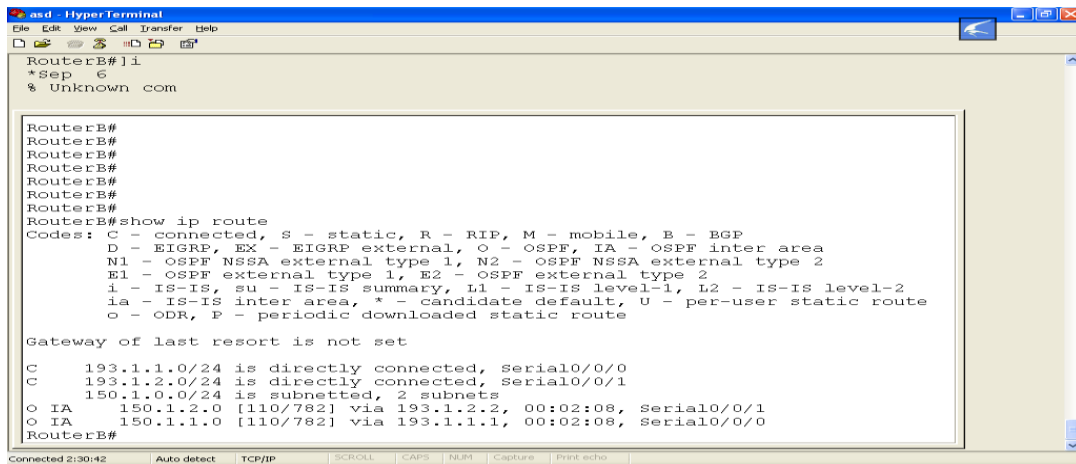 asd - HyperTerminal
File Edit View Call Transfer Help
RouterB#]i
*Sep 6
% Unknown com
RouterB#
RouterB#
RouterB#
RouterB#
RouterB#
RouterB#
RouterB#
RouterB#show ip route
Codes: C - connected, S - static, R - RIP, M - mobile, B - BGP
D - EIGRP, EX - EIGRP external, O - OSPF, IA - OSPF inter area
N1 - OSPF NSSA external type 1, N2 - OSPF NSSA external type 2
E1 - OSPF external type 1, E2 - OSPF external type 2
i - IS-IS, su - IS-IS summary, L1 - IS-IS level-1, L2 - IS-IS level-2
ia - IS-IS inter area, * - candidate default, U - per-user static route
o - ODR, P - periodic downloaded static route
Gateway of last resort is not set
C 193.1.1.0/24 is directly connected, Serial0/0/0
C 193.1.2.0/24 is directly connected, Serial0/0/1
150.1.0.0/24 is subnetted, 2 subnets
O IA 150.1.2.0 [110/782] via 193.1.2.2, 00:02:08, Serial0/0/1
O IA 150.1.1.0 [110/782] via 193.1.1.1, 00:02:08, Serial0/0/0
RouterB#
Connected 2:30:42 Auto detect TCP/IP SCROLL CAPS NUM Capture Print echo